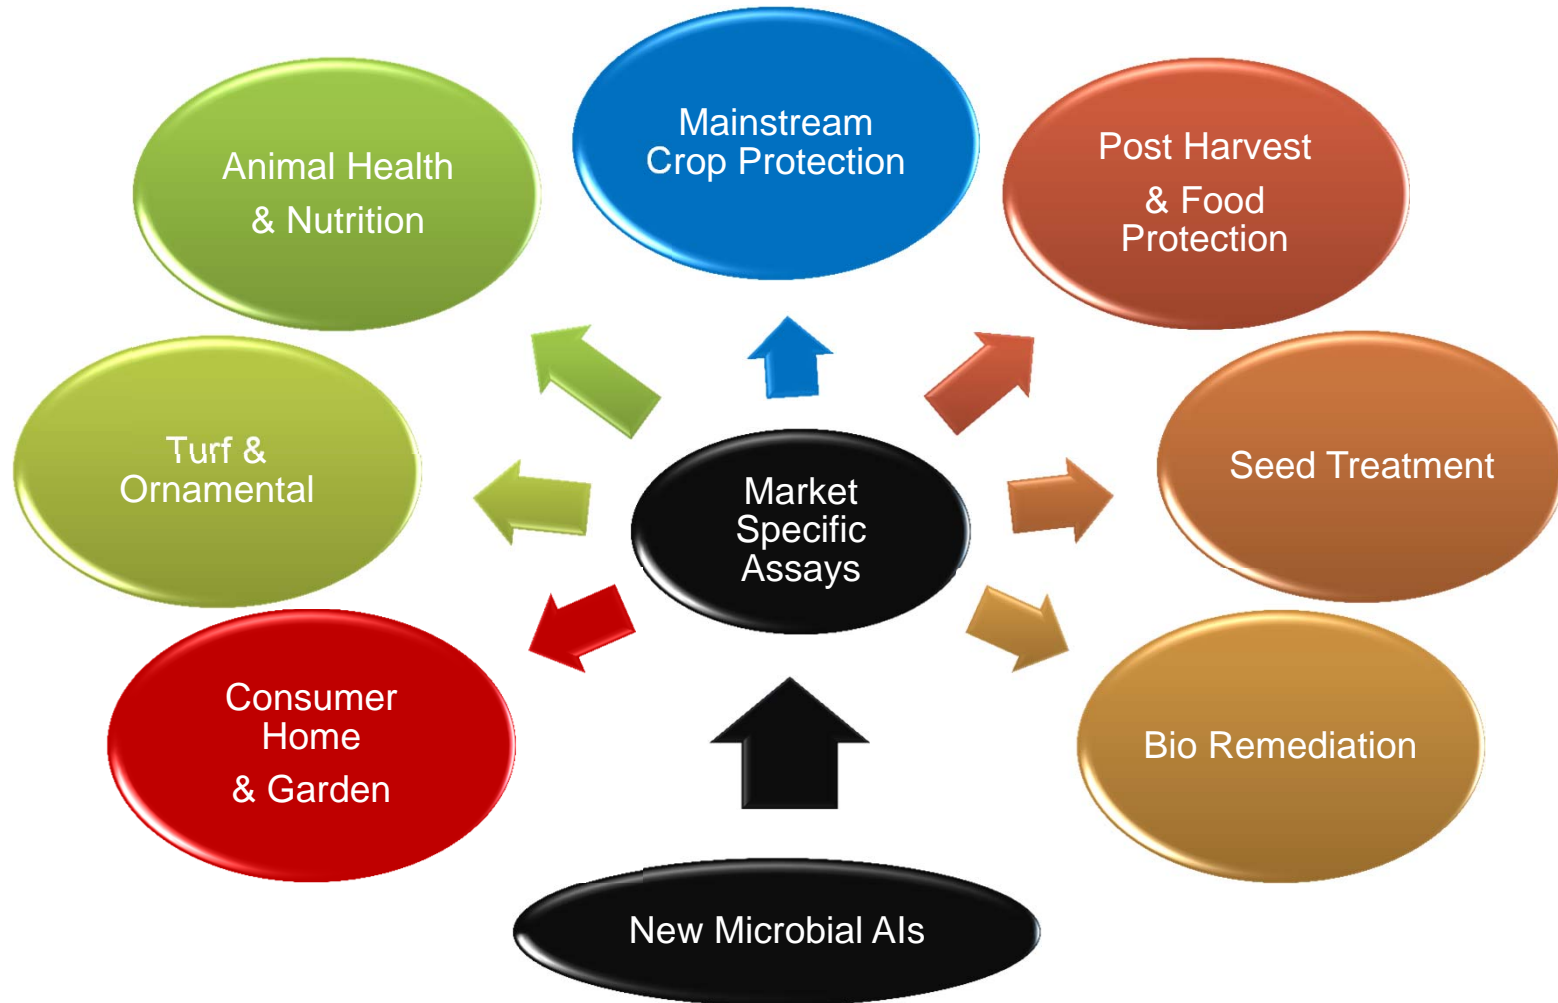 Mainstream
Crop Protection
Animal Health
& Nutrition
Post Harvest
& Food
Protection
Turf &
Ornamental
Market
Specific
Assays
Seed Treatment
Consumer
Home
& Garden
Bio Remediation
New Microbial AIs